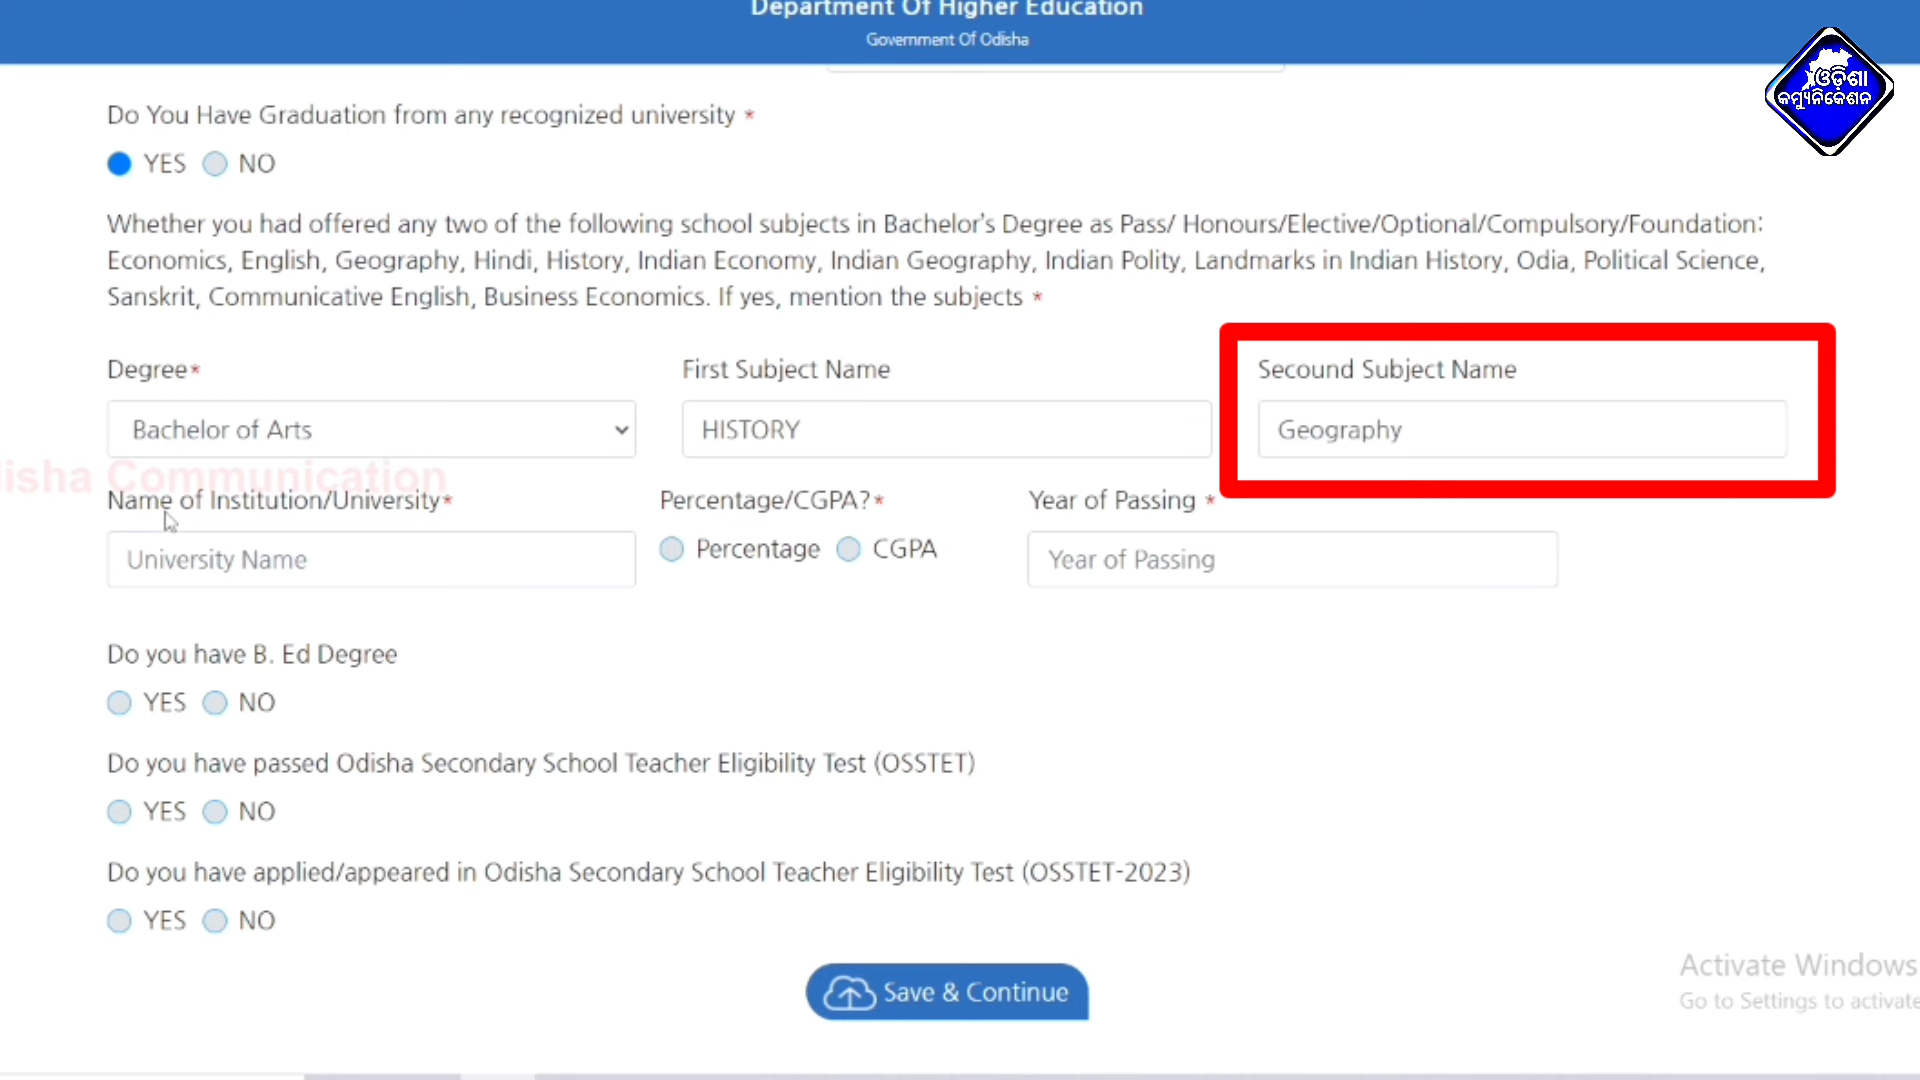 Department Of Higher Education
Government Of Odisha
ଓଡ଼ିଶା
କମ୍ୟୁନିକେଶନ
Do You Have Graduation from any recognized university *
YES NO
Whether you had offered any two of the following school subjects in Bachelor's Degree as Pass/ Honours/Elective/Optional/Compulsory/Foundation:
Economics, English, Geography, Hindi, History, Indian Economy, Indian Geography, Indian Polity, Landmarks in Indian History, Odia, Political Science,
Sanskrit, Communicative English, Business Economics. If yes, mention the subjects *
Degree* First Subject Name Secound Subject Name
Bachelor of Arts HISTORY Geography
isha Communication
Name of Institution/University* Percentage/CGPA?* Year of Passing *
University Name Percentage CGPA Year of Passing
Do you have B. Ed Degree
YES NO
Do you have passed Odisha Secondary School Teacher Eligibility Test (OSSTET)
YES NO
Do you have applied/appeared in Odisha Secondary School Teacher Eligibility Test (OSSTET-2023)
YES NO
Save & Continue
Activate Windows
Go to Settings to activate